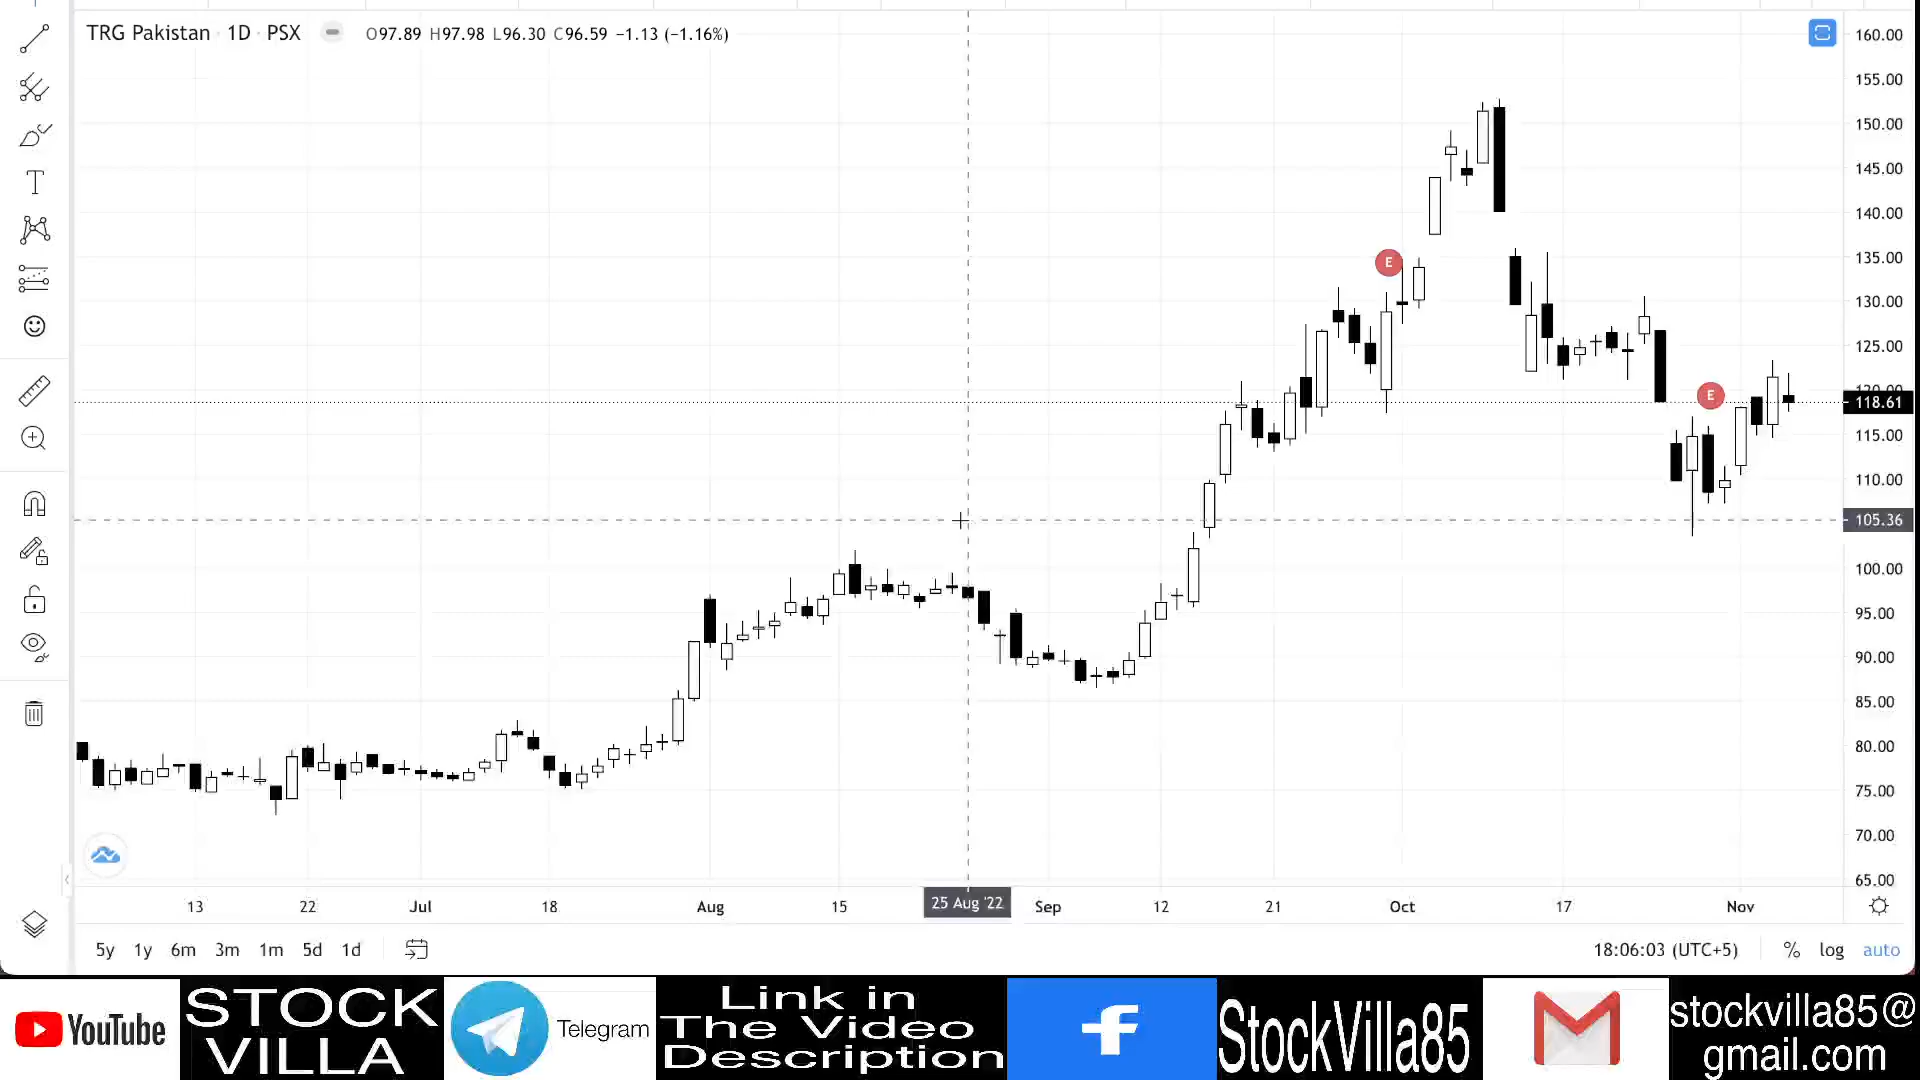 TRG Pakistan · 1D · PSX O97.89 H97.98 L96.30 C96.59 −1.13 (−1.16%)
160.00
155.00
150.00
145.00
140.00
135.00
130.00
125.00
120.00
118.61
115.00
110.00
105.36
100.00
95.00
90.00
85.00
80.00
75.00
70.00
65.00
E
E
13 22 Jul 18 Aug 15 25 Aug '22 Sep 12 21 Oct 17 Nov
5y 1y 6m 3m 1m 5d 1d 18:06:03 (UTC+5) % log auto
YouTube
STOCK
VILLA
Telegram
Link in
The Video
Description
f
StockVilla85
stockvilla85@
gmail.com